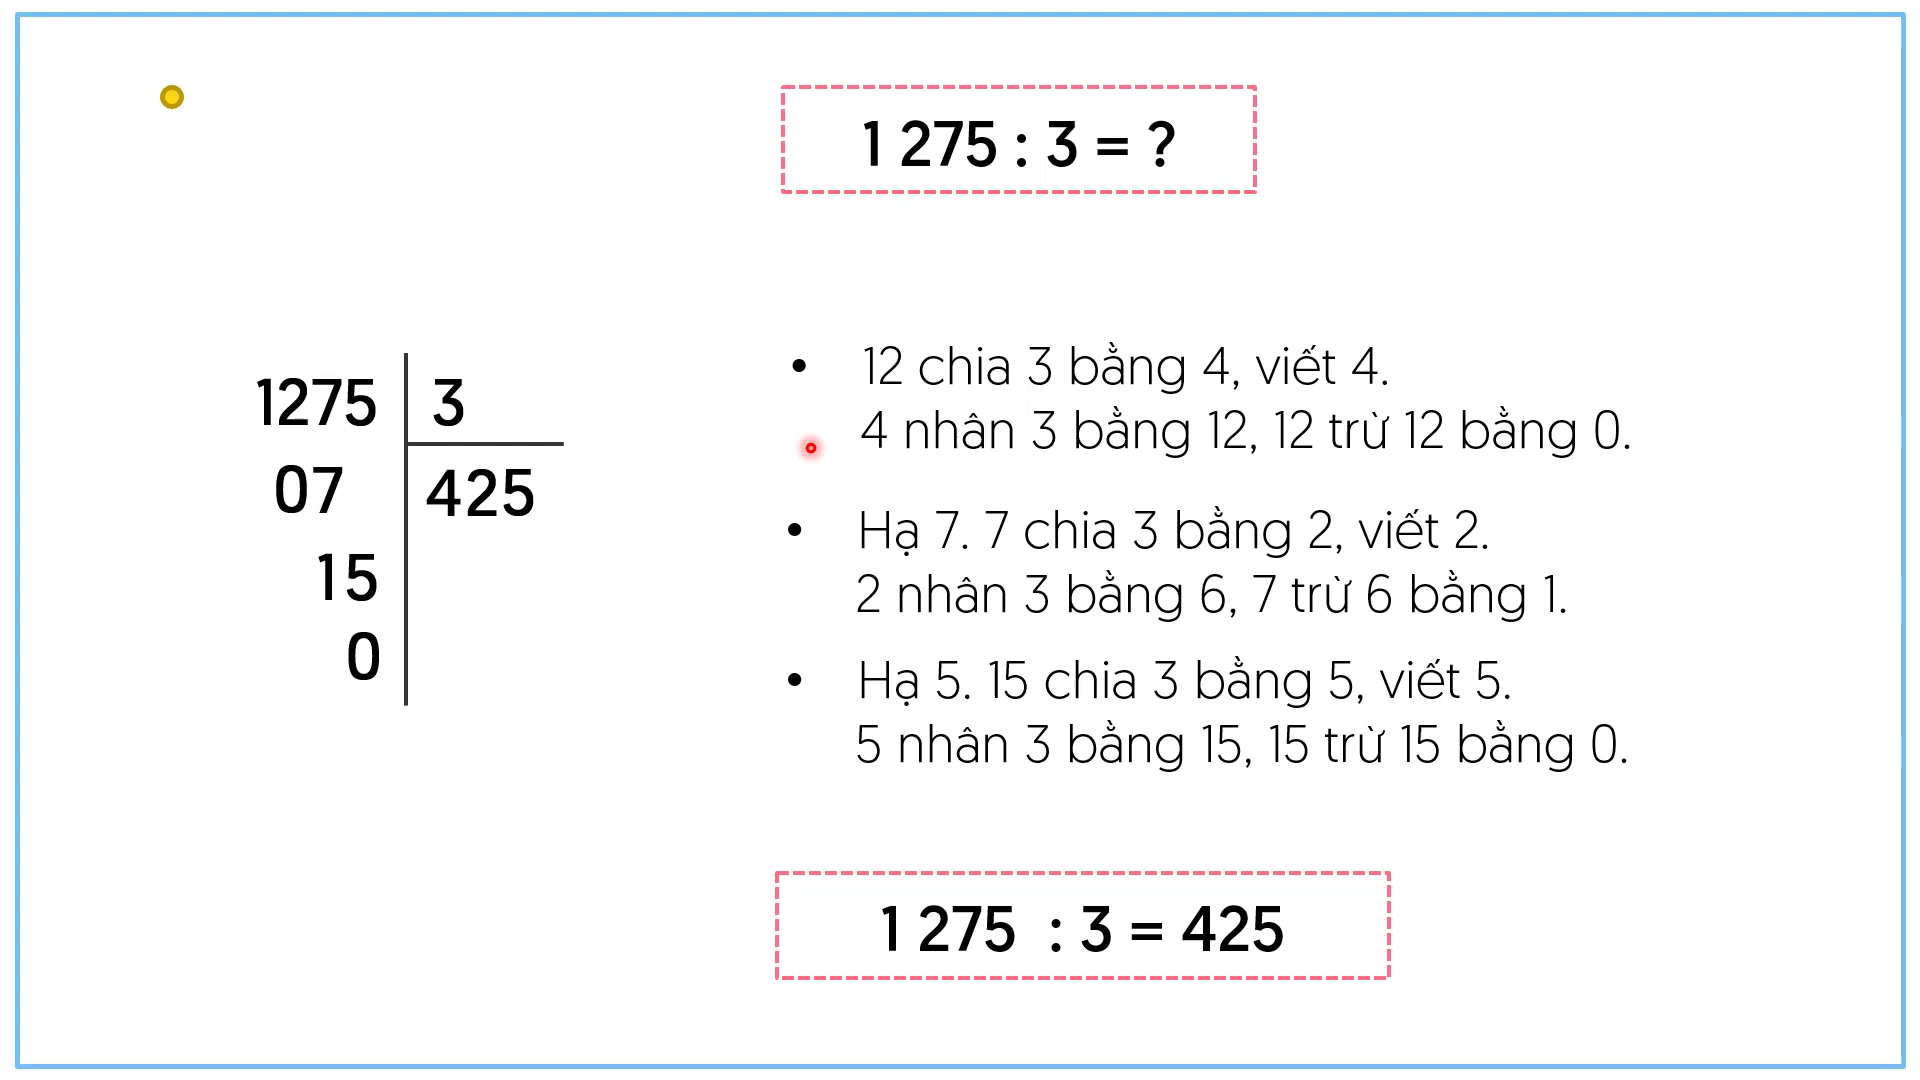 1 275 : 3 = ?
1275 3
07 425
15
0
• 12 chia 3 bằng 4, viết 4.
4 nhân 3 bằng 12, 12 trừ 12 bằng 0.
• Hạ 7. 7 chia 3 bằng 2, viết 2.
2 nhân 3 bằng 6, 7 trừ 6 bằng 1.
• Hạ 5. 15 chia 3 bằng 5, viết 5.
5 nhân 3 bằng 15, 15 trừ 15 bằng 0.
1 275 : 3 = 425